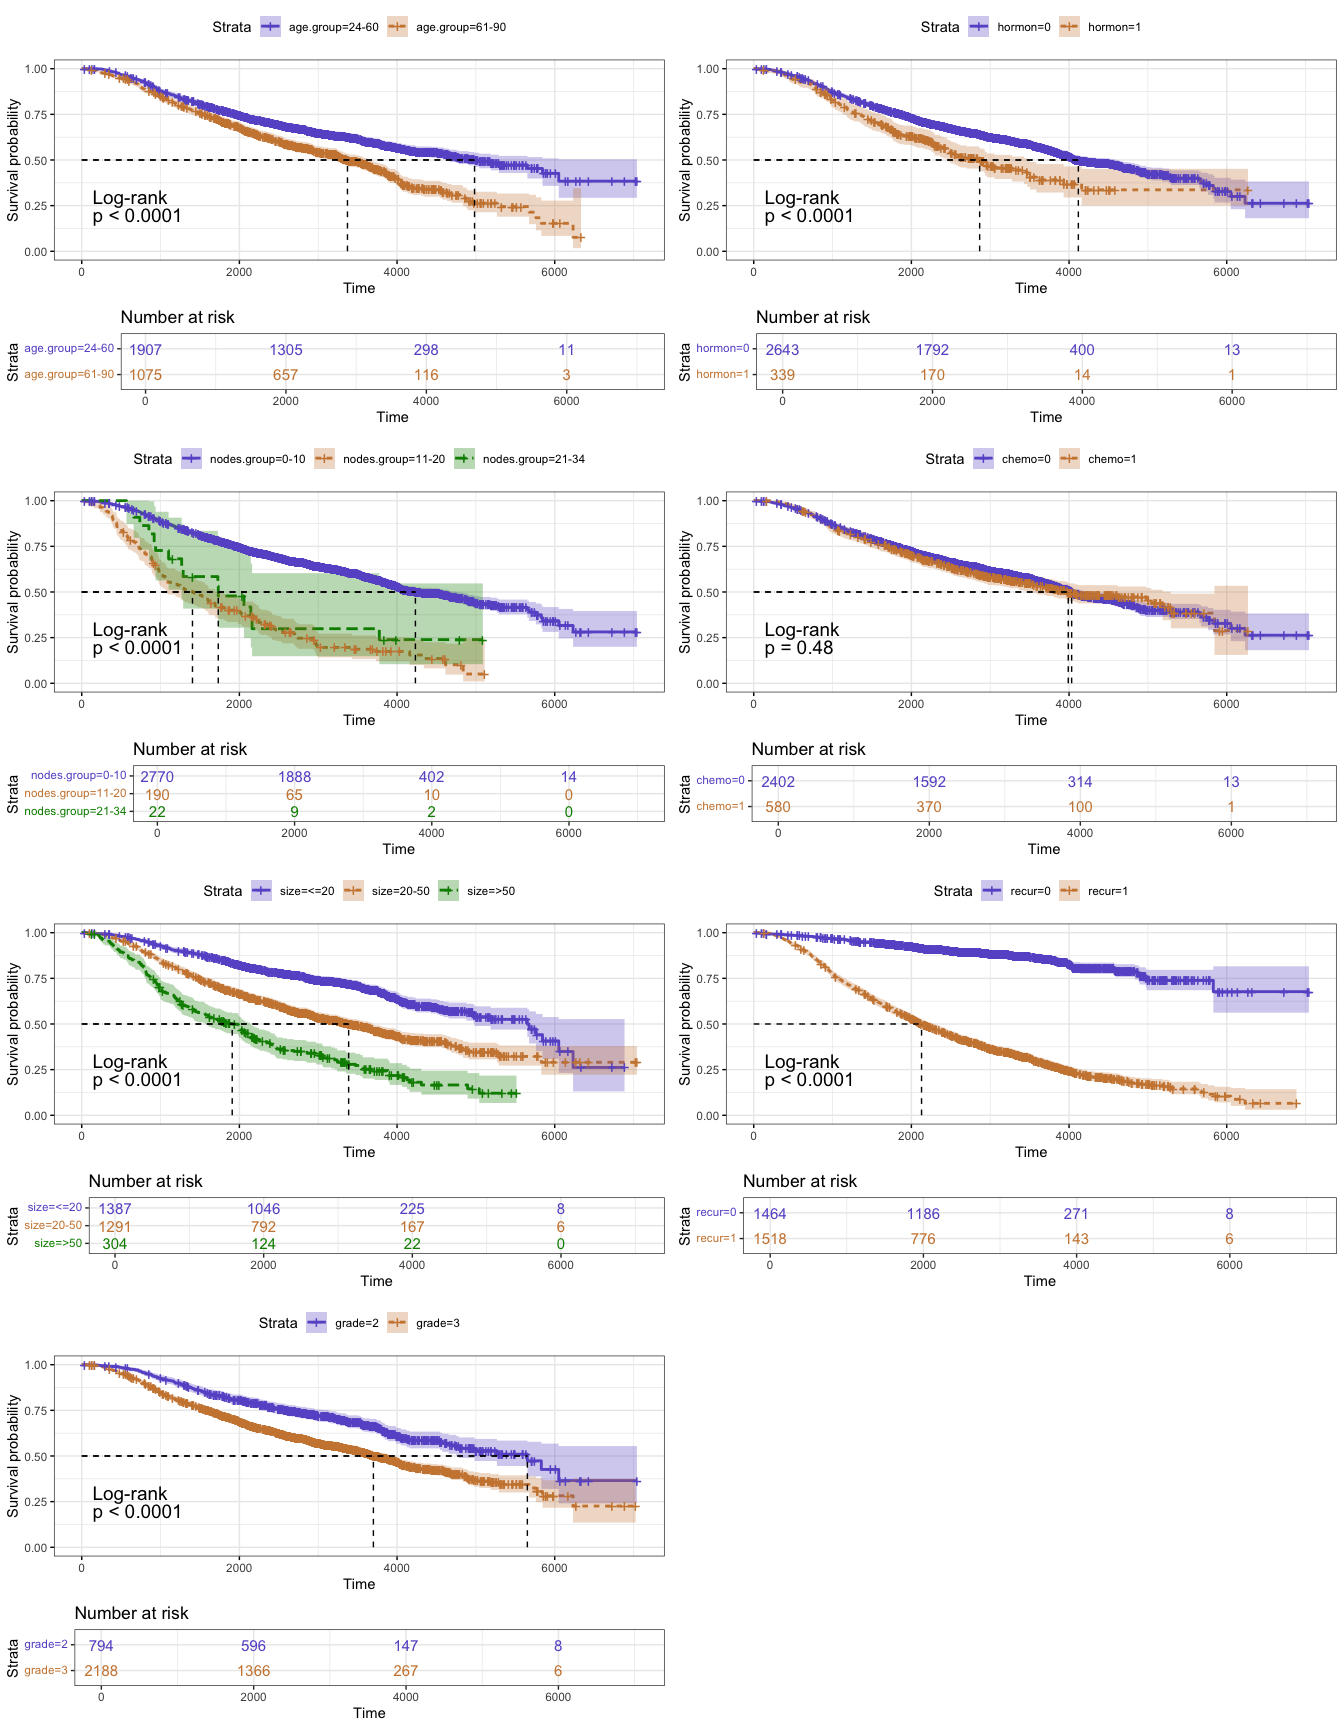 Strata age.group=24-60 age.group=61-90
1.00
0.75
0.50
0.25
0.00
Survival probability
Log-rank
p < 0.0001
0 2000 4000 6000
Time
Number at risk
Strata
age.group=24-60 1907 1305 298 11
age.group=61-90 1075 657 116 3
0 2000 4000 6000
Time
Strata hormon=0 hormon=1
1.00
0.75
0.50
0.25
0.00
Survival probability
Log-rank
p < 0.0001
0 2000 4000 6000
Time
Number at risk
Strata
hormon=0 2643 1792 400 13
hormon=1 339 170 14 1
0 2000 4000 6000
Time
Strata nodes.group=0-10 nodes.group=11-20 nodes.group=21-34
1.00
0.75
0.50
0.25
0.00
Survival probability
Log-rank
p < 0.0001
0 2000 4000 6000
Time
Number at risk
Strata
nodes.group=0-10 2770 1888 402 14
nodes.group=11-20 190 65 10 0
nodes.group=21-34 22 9 2 0
0 2000 4000 6000
Time
Strata chemo=0 chemo=1
1.00
0.75
0.50
0.25
0.00
Survival probability
Log-rank
p = 0.48
0 2000 4000 6000
Time
Number at risk
Strata
chemo=0 2402 1592 314 13
chemo=1 580 370 100 1
0 2000 4000 6000
Time
Strata size=<=20 size=20-50 size=>50
1.00
0.75
0.50
0.25
0.00
Survival probability
Log-rank
p < 0.0001
0 2000 4000 6000
Time
Number at risk
Strata
size=<=20 1387 1046 225 8
size=20-50 1291 792 167 6
size=>50 304 124 22 0
0 2000 4000 6000
Time
Strata recur=0 recur=1
1.00
0.75
0.50
0.25
0.00
Survival probability
Log-rank
p < 0.0001
0 2000 4000 6000
Time
Number at risk
Strata
recur=0 1464 1186 271 8
recur=1 1518 776 143 6
0 2000 4000 6000
Time
Strata grade=2 grade=3
1.00
0.75
0.50
0.25
0.00
Survival probability
Log-rank
p < 0.0001
0 2000 4000 6000
Time
Number at risk
Strata
grade=2 794 596 147 8
grade=3 2188 1366 267 6
0 2000 4000 6000
Time